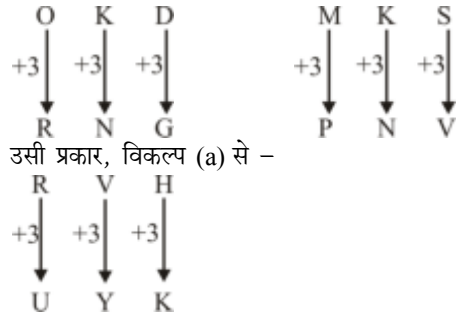 O K D M K S
+3 +3 +3 +3 +3 +3
R N G P N V
उसी प्रकार, विकल्प (a) से –
R V H
+3 +3 +3
U Y K